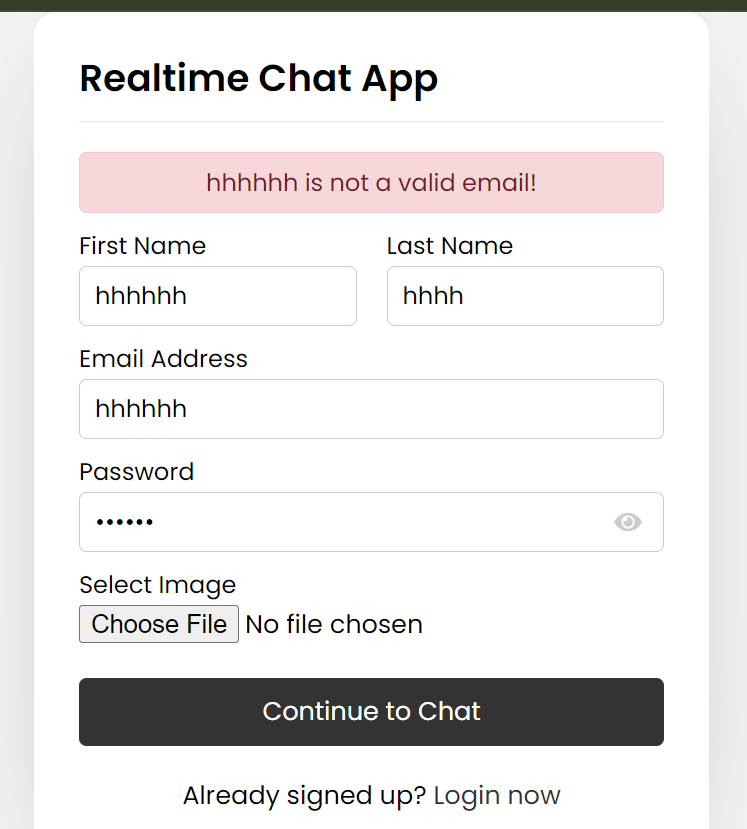 Realtime Chat App
hhhhhh is not a valid email!
First Name Last Name
hhhhhh hhhh
Email Address
hhhhhh
Password
••••••
Select Image
Choose File No file chosen
Continue to Chat
Already signed up? Login now